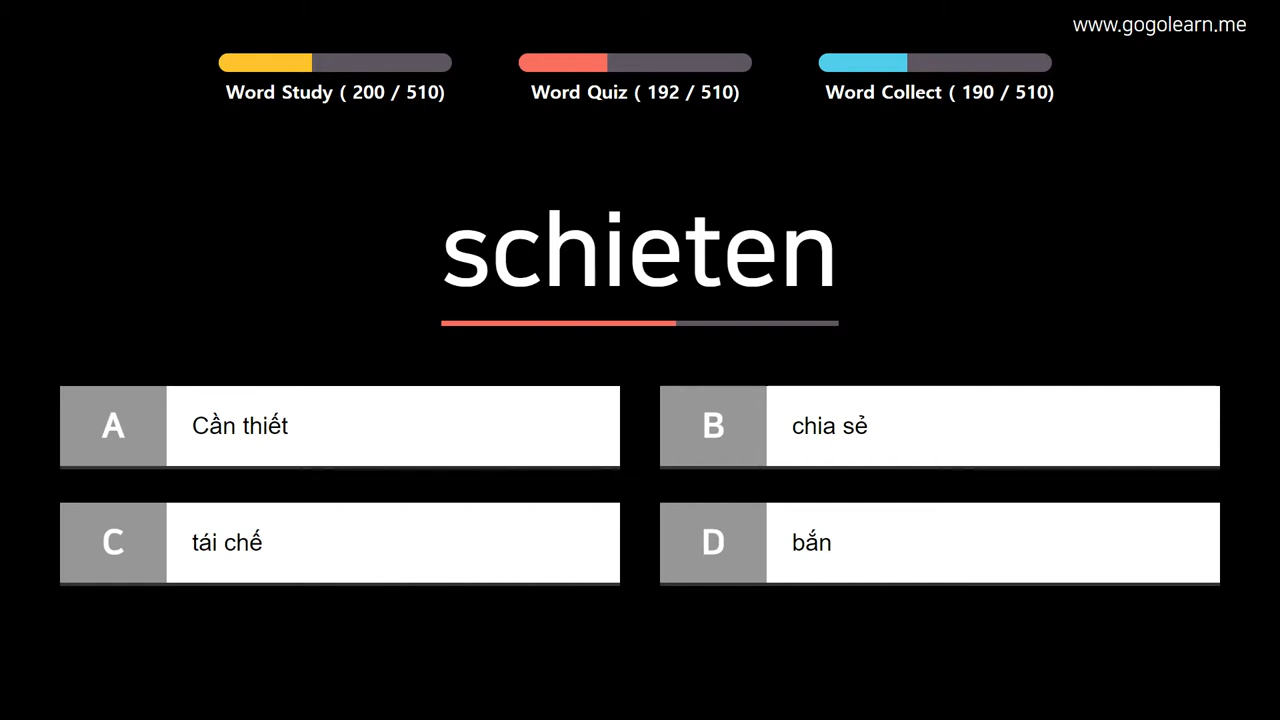 www.gogolearn.me
Word Study ( 200 / 510)
Word Quiz ( 192 / 510)
Word Collect ( 190 / 510)
schieten
A Cần thiết
B chia sẻ
C tái chế
D bắn